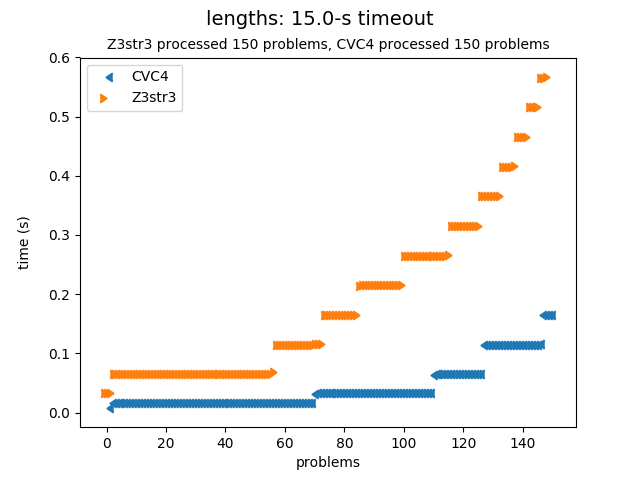 lengths: 15.0-s timeout
Z3str3 processed 150 problems, CVC4 processed 150 problems
CVC4
Z3str3
0.6
0.5
0.4
0.3
0.2
0.1
0.0
time (s)
0 20 40 60 80 100 120 140
problems